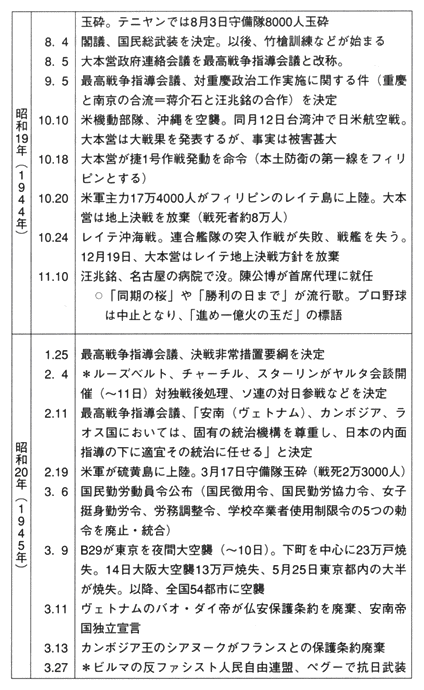 玉砕。テニヤンでは8月3日守備隊8000人玉砕
8. 4 閣議、国民総武装を決定。以後、竹槍訓練などが始まる
8. 5 大本営政府連絡会議を最高戦争指導会議と改称。
9. 5 最高戦争指導会議、対重慶政治工作実施に関する件（重慶
と南京の合流＝蔣介石と汪兆銘の合作）を決定
昭和19年（1944年）
10.10 米機動部隊、沖縄を空襲。同月12日台湾沖で日米航空戦。
大本営は大戦果を発表するが、事実は被害甚大
10.18 大本営が捷1号作戦発動を命令（本土防衛の第一線をフィリ
ピンとする）
10.20 米軍主力17万4000人がフィリピンのレイテ島に上陸。大本
営は地上決戦を放棄（戦死者約8万人）
10.24 レイテ沖海戦。連合艦隊の突入作戦が失敗、戦艦を失う。
12月19日、大本営はレイテ地上決戦方針を放棄
11.10 汪兆銘、名古屋の病院で没。陳公博が首席代理に就任
○「同期の桜」や「勝利の日まで」が流行歌。プロ野球
は中止となり、「進め一億火の玉だ」の標語
1.25 最高戦争指導会議、決戦非常措置要綱を決定
2. 4 ＊ルーズベルト、チャーチル、スターリンがヤルタ会談開
催（〜11日）対独戦後処理、ソ連の対日参戦などを決定
2.11 最高戦争指導会議、「安南（ヴェトナム）、カンボジア、ラ
オス国においては、固有の統治機構を尊重し、日本の内面
指導の下に適宜その統治に任せる」と決定
昭和20年（1945年）
2.19 米軍が硫黄島に上陸。3月17日守備隊玉砕（戦死2万3000人）
3. 6 国民勤労動員令公布（国民徴用令、国民勤労協力令、女子
挺身勤労令、労務調整令、学校卒業者使用制限令の5つの勅
令を廃止・統合）
3. 9 B29が東京を夜間大空襲（〜10日）。下町を中心に23万戸焼
失。14日大阪大空襲13万戸焼失、5月25日東京都内の大半
が焼失。以降、全国54都市に空襲
3.11 ヴェトナムのバオ・ダイ帝が仏安保護条約を廃棄、安南帝
国独立宣言
3.13 カンボジア王のシアヌークがフランスとの保護条約廃棄
3.27 ＊ビルマの反ファシスト人民自由連盟、ペグーで抗日武装